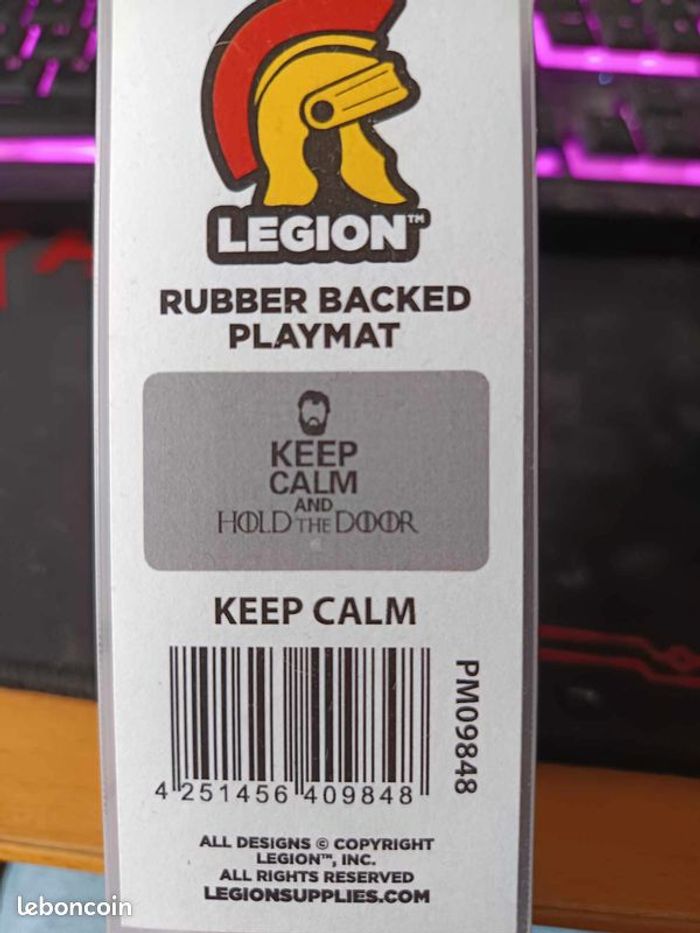 LEGION™
RUBBER BACKED
PLAYMAT
KEEP
CALM
AND
HOLD THE DOOR
KEEP CALM
PM09848
4 251456 409848
ALL DESIGNS © COPYRIGHT
LEGION™, INC.
ALL RIGHTS RESERVED
LEGIONSUPPLIES.COM
leboncoin